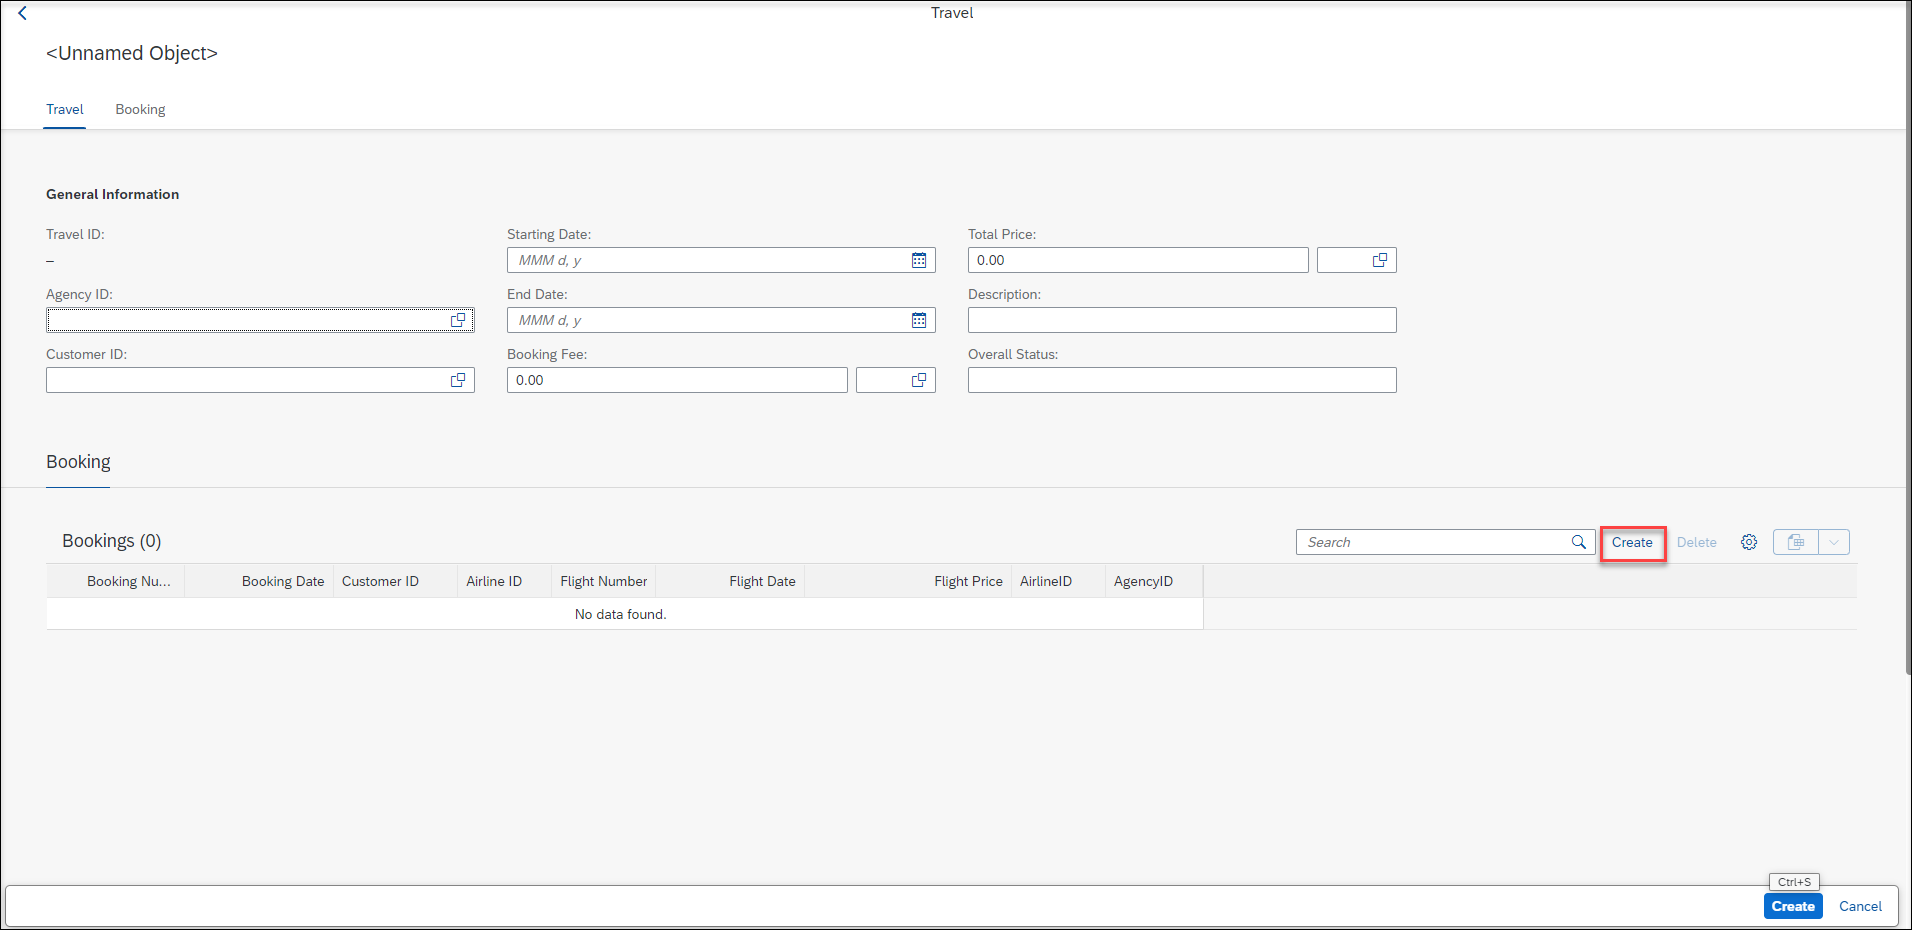 Travel
<Unnamed Object>
Travel Booking
General Information
Travel ID: Starting Date: Total Price:
– MMM d, y 0.00
Agency ID: End Date: Description:
MMM d, y
Customer ID: Booking Fee: Overall Status:
0.00
Booking
Bookings (0) Search Create Delete
Booking Nu... Booking Date Customer ID Airline ID Flight Number Flight Date Flight Price AirlineID AgencyID
No data found.
Ctrl+S
Create Cancel